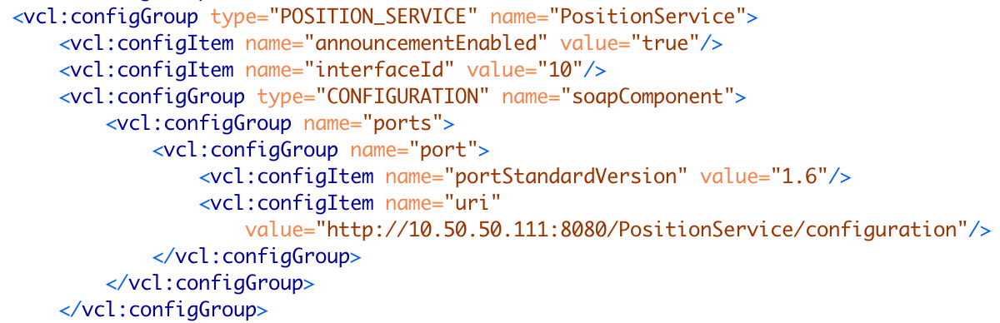 <vcl:configGroup type="POSITION_SERVICE" name="PositionService">
<vcl:configItem name="announcementEnabled" value="true"/>
<vcl:configItem name="interfaceId" value="10"/>
<vcl:configGroup type="CONFIGURATION" name="soapComponent">
<vcl:configGroup name="ports">
<vcl:configGroup name="port">
<vcl:configItem name="portStandardVersion" value="1.6"/>
<vcl:configItem name="uri"
value="http://10.50.50.111:8080/PositionService/configuration"/>
</vcl:configGroup>
</vcl:configGroup>
</vcl:configGroup>